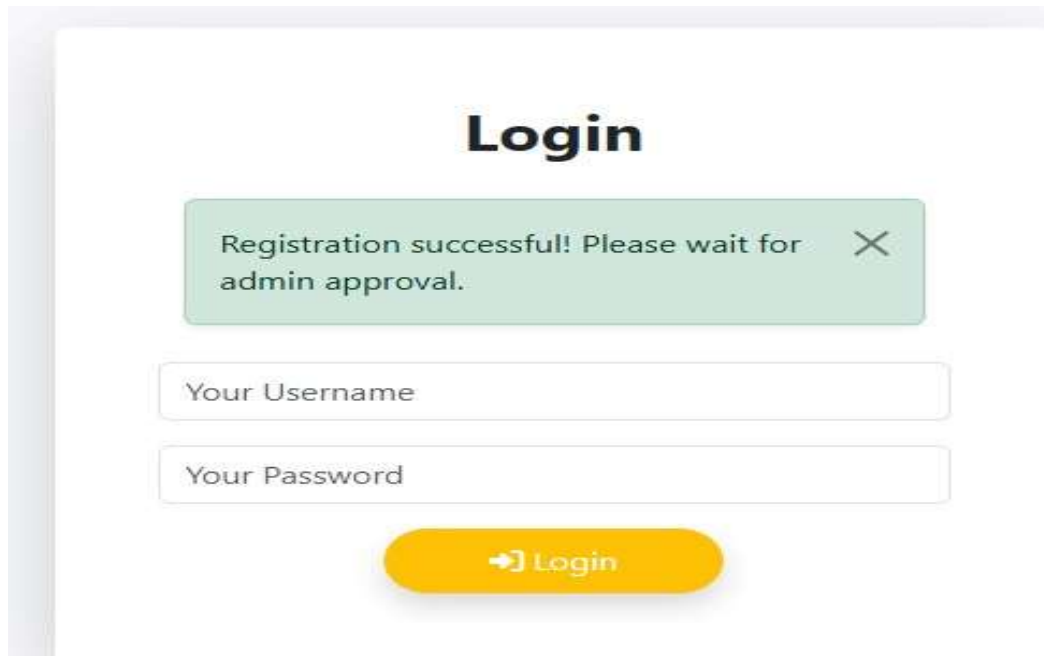 Login
Registration successful! Please wait for
admin approval.
Your Username
Your Password
Login